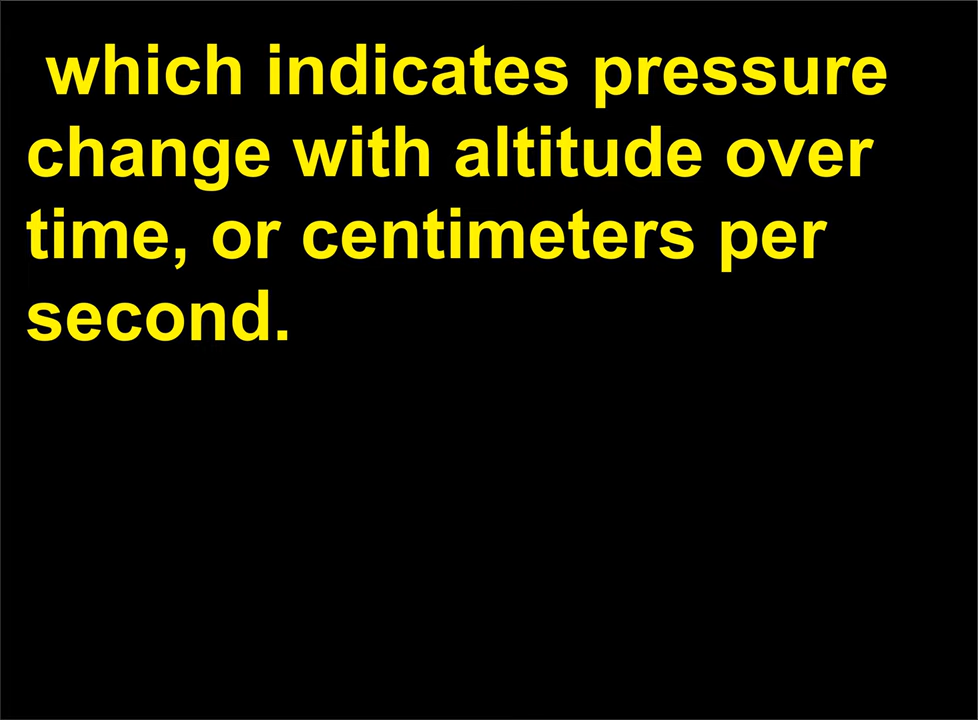 which indicates pressure
change with altitude over
time, or centimeters per
second.